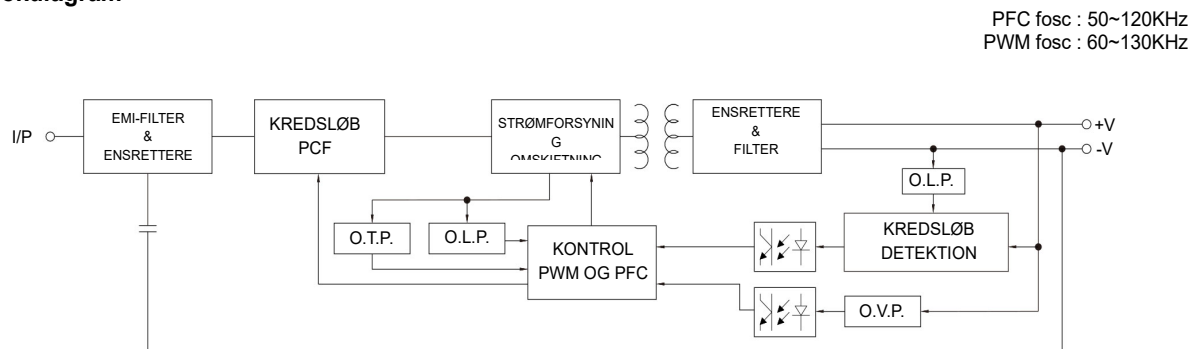 PFC fosc : 50~120KHz
PWM fosc : 60~130KHz
I/P
EMI-FILTER
&
ENSRETTERE
KREDSLØB
PCF
STRØMFORSYNIN
G
OMSKIFTNING
ENSRETTERE
&
FILTER
+V
-V
O.L.P.
O.T.P.
O.L.P.
KONTROL
PWM OG PFC
KREDSLØB
DETEKTION
O.V.P.